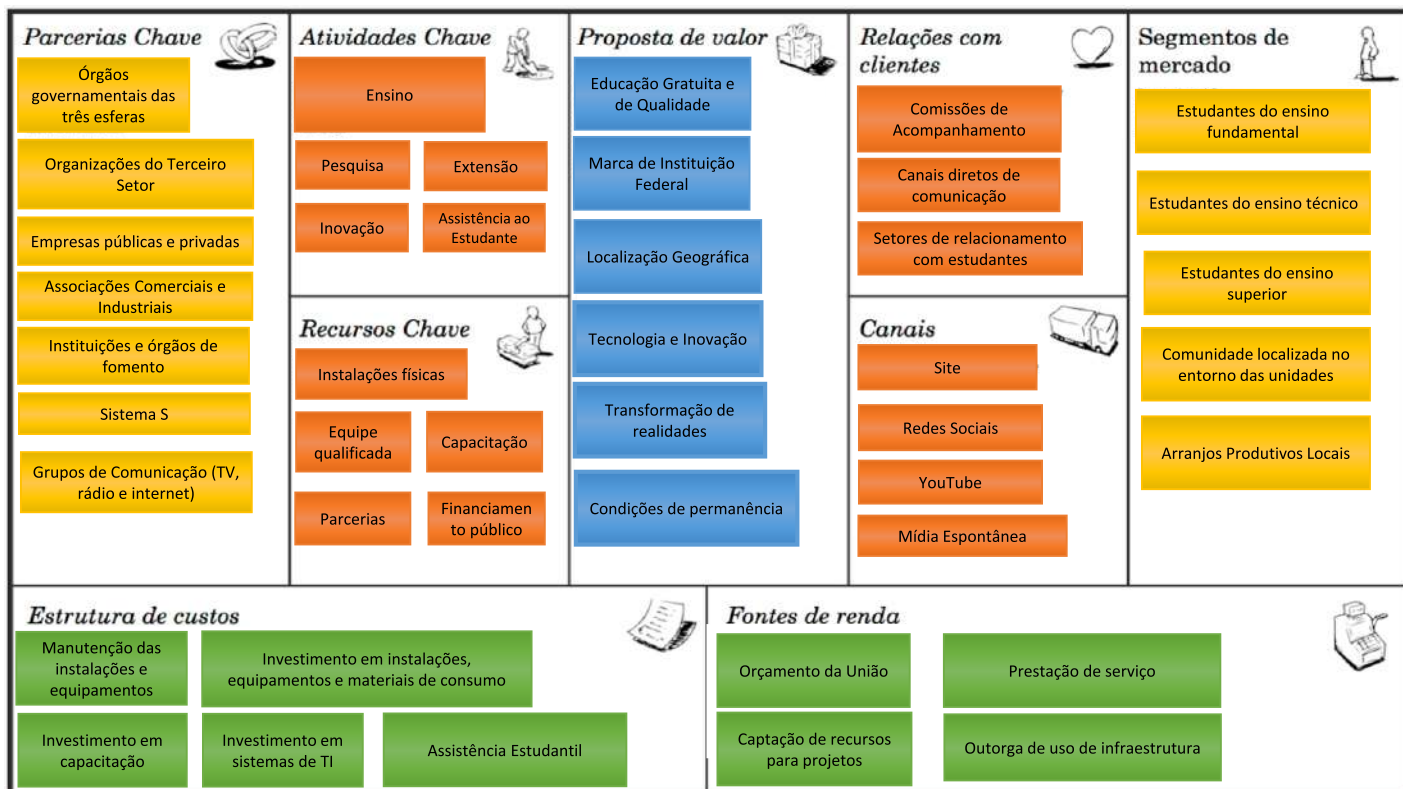 Parcerias Chave
Órgãos
governamentais das
três esferas
Organizações do Terceiro
Setor
Empresas públicas e privadas
Associações Comerciais e
Industriais
Instituições e órgãos de
fomento
Sistema S
Grupos de Comunicação (TV,
rádio e internet)
Atividades Chave
Ensino
Pesquisa
Extensão
Inovação
Assistência ao
Estudante
Recursos Chave
Instalações físicas
Equipe
qualificada
Capacitação
Parcerias
Financiamen
to público
Proposta de valor
Educação Gratuita e
de Qualidade
Marca de Instituição
Federal
Localização Geográfica
Tecnologia e Inovação
Transformação de
realidades
Condições de permanência
Relações com
clientes
Comissões de
Acompanhamento
Canais diretos de
comunicação
Setores de relacionamento
com estudantes
Canais
Site
Redes Sociais
YouTube
Mídia Espontânea
Segmentos de
mercado
Estudantes do ensino
fundamental
Estudantes do ensino técnico
Estudantes do ensino
superior
Comunidade localizada no
entorno das unidades
Arranjos Produtivos Locais
Estrutura de custos
Manutenção das
instalações e
equipamentos
Investimento em instalações,
equipamentos e materiais de consumo
Investimento em
capacitação
Investimento em
sistemas de TI
Assistência Estudantil
Fontes de renda
Orçamento da União
Prestação de serviço
Captação de recursos
para projetos
Outorga de uso de infraestrutura